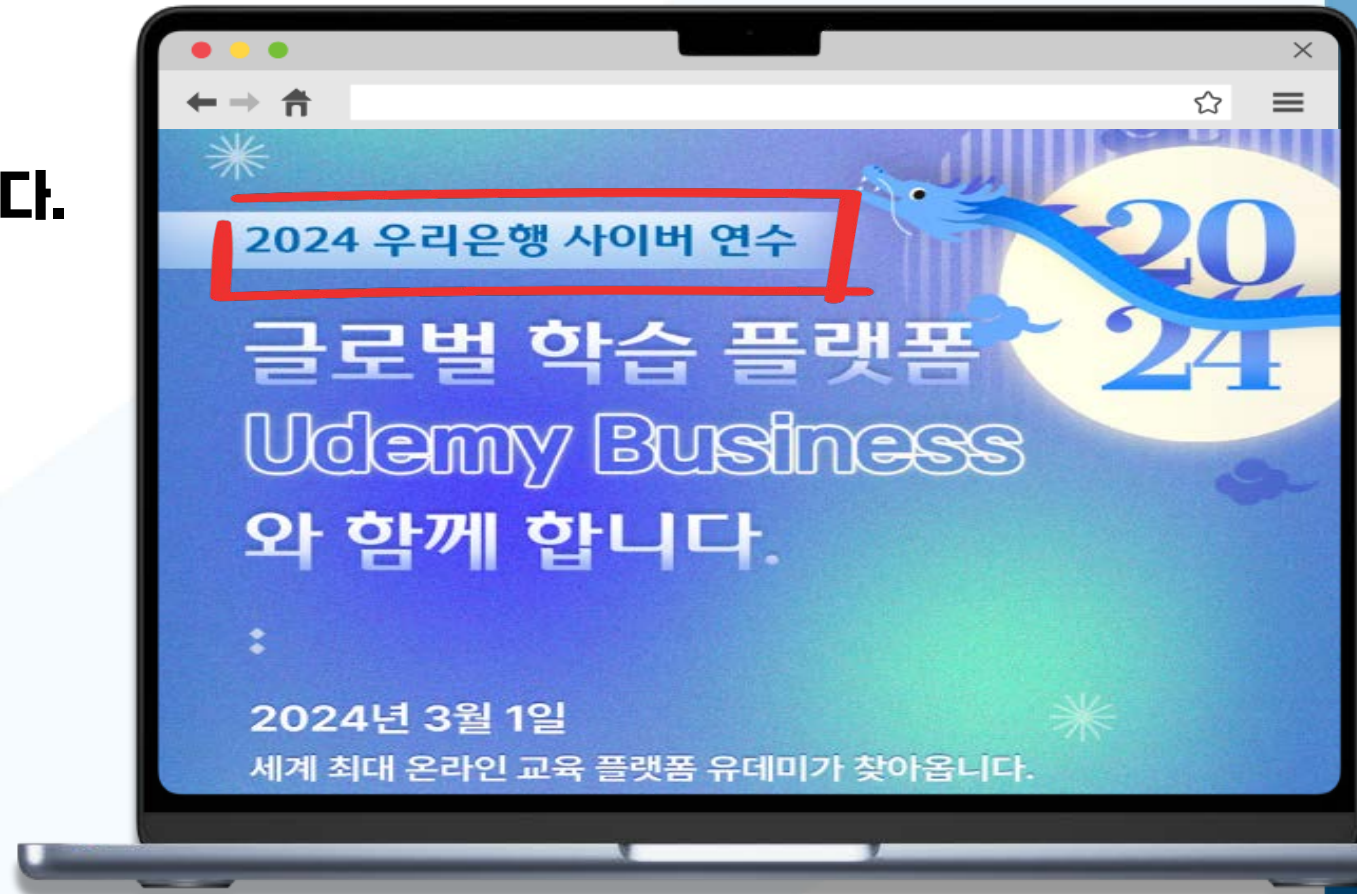 다.
2024 우리은행 사이버 연수
20
24
글로벌 학습 플랫폼
Udemy Business
와 함께 합니다.
2024년 3월 1일
세계 최대 온라인 교육 플랫폼 유데미가 찾아옵니다.